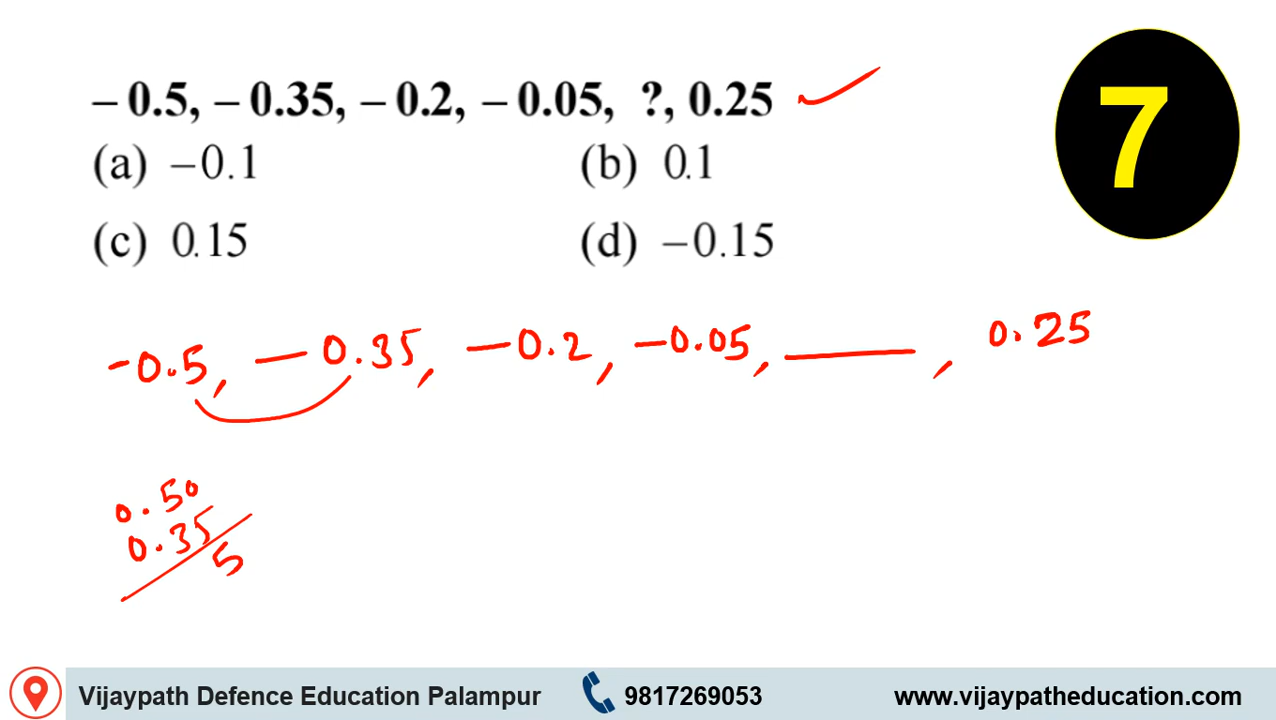 – 0.5, – 0.35, – 0.2, – 0.05, ?, 0.25
7
(a) –0.1 (b) 0.1
(c) 0.15 (d) –0.15
-0.5, — 0.35, — 0.2, —0.05, ____, 0.25
0.50
0.35
5
Vijaypath Defence Education Palampur 9817269053 www.vijaypatheducation.com